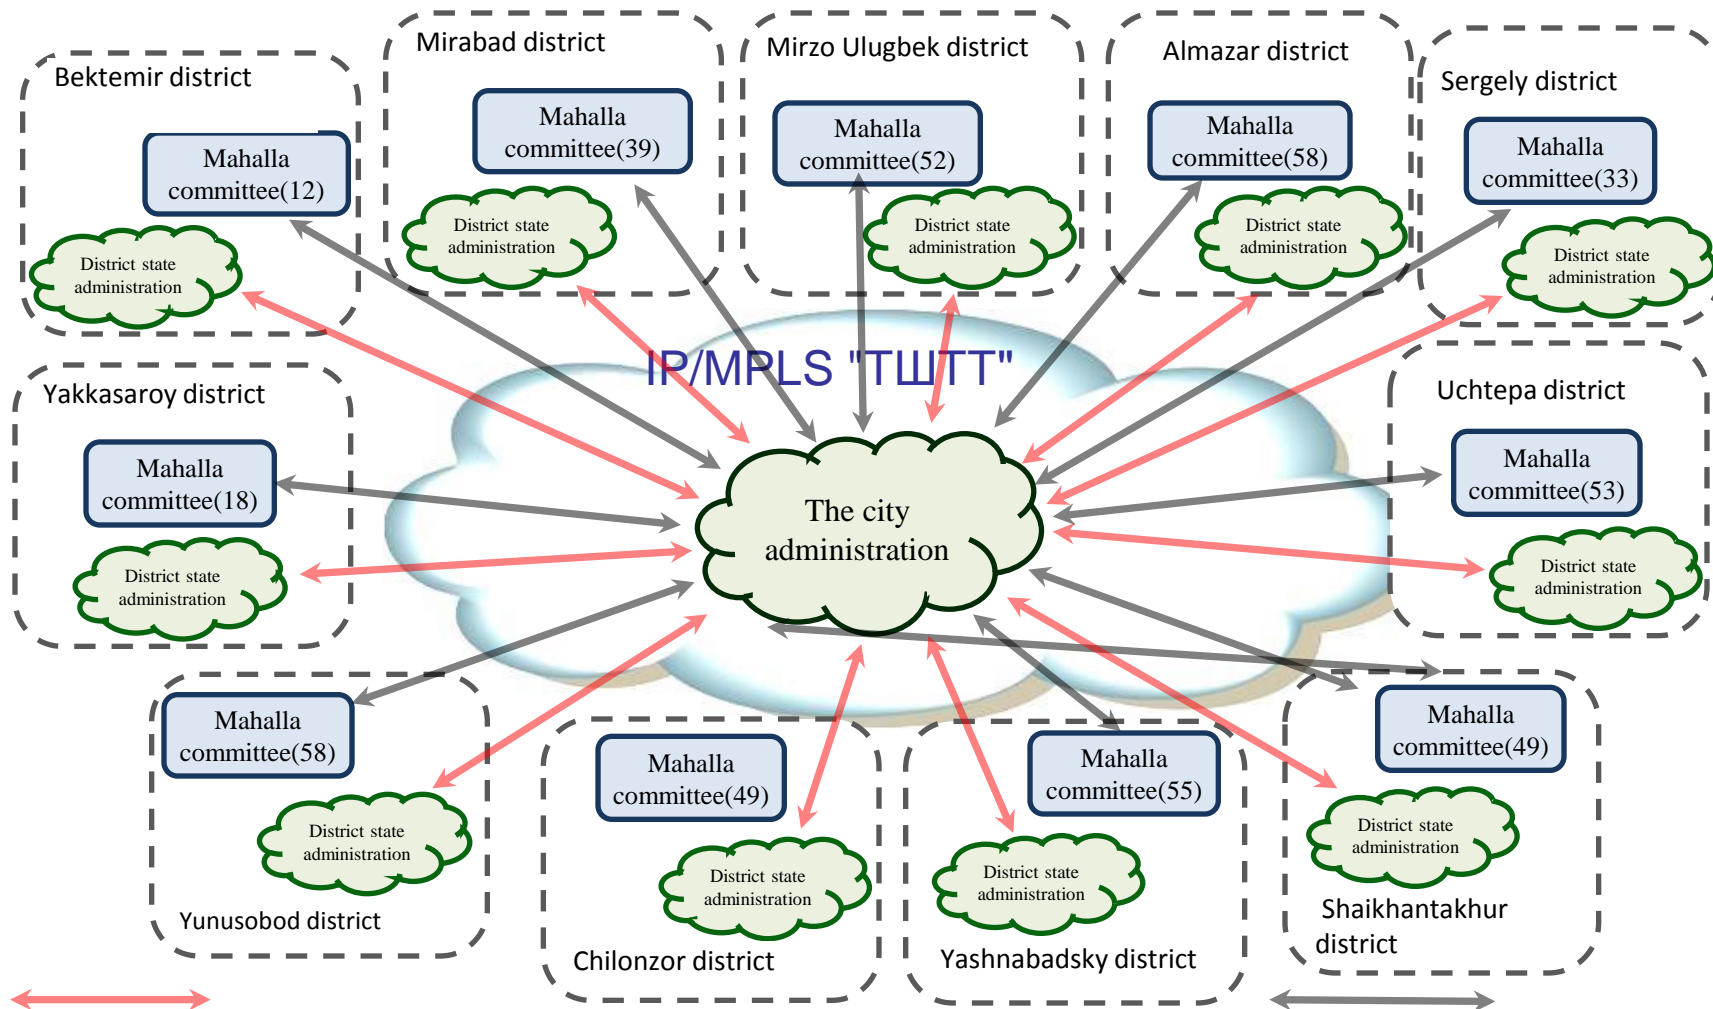 Bektemir district
Mahalla
committee(12)
District state
administration
Mirabad district
Mahalla
committee(39)
District state
administration
Mirzo Ulugbek district
Mahalla
committee(52)
District state
administration
Almazar district
Mahalla
committee(58)
District state
administration
Sergely district
Mahalla
committee(33)
District state
administration
IP/MPLS "ТШТТ"
Yakkasaroy district
Mahalla
committee(18)
District state
administration
The city
administration
Uchtepa district
Mahalla
committee(53)
District state
administration
Mahalla
committee(58)
District state
administration
Yunusobod district
Mahalla
committee(49)
District state
administration
Chilonzor district
Mahalla
committee(55)
District state
administration
Yashnabadsky district
Mahalla
committee(49)
District state
administration
Shaikhantakhur
district